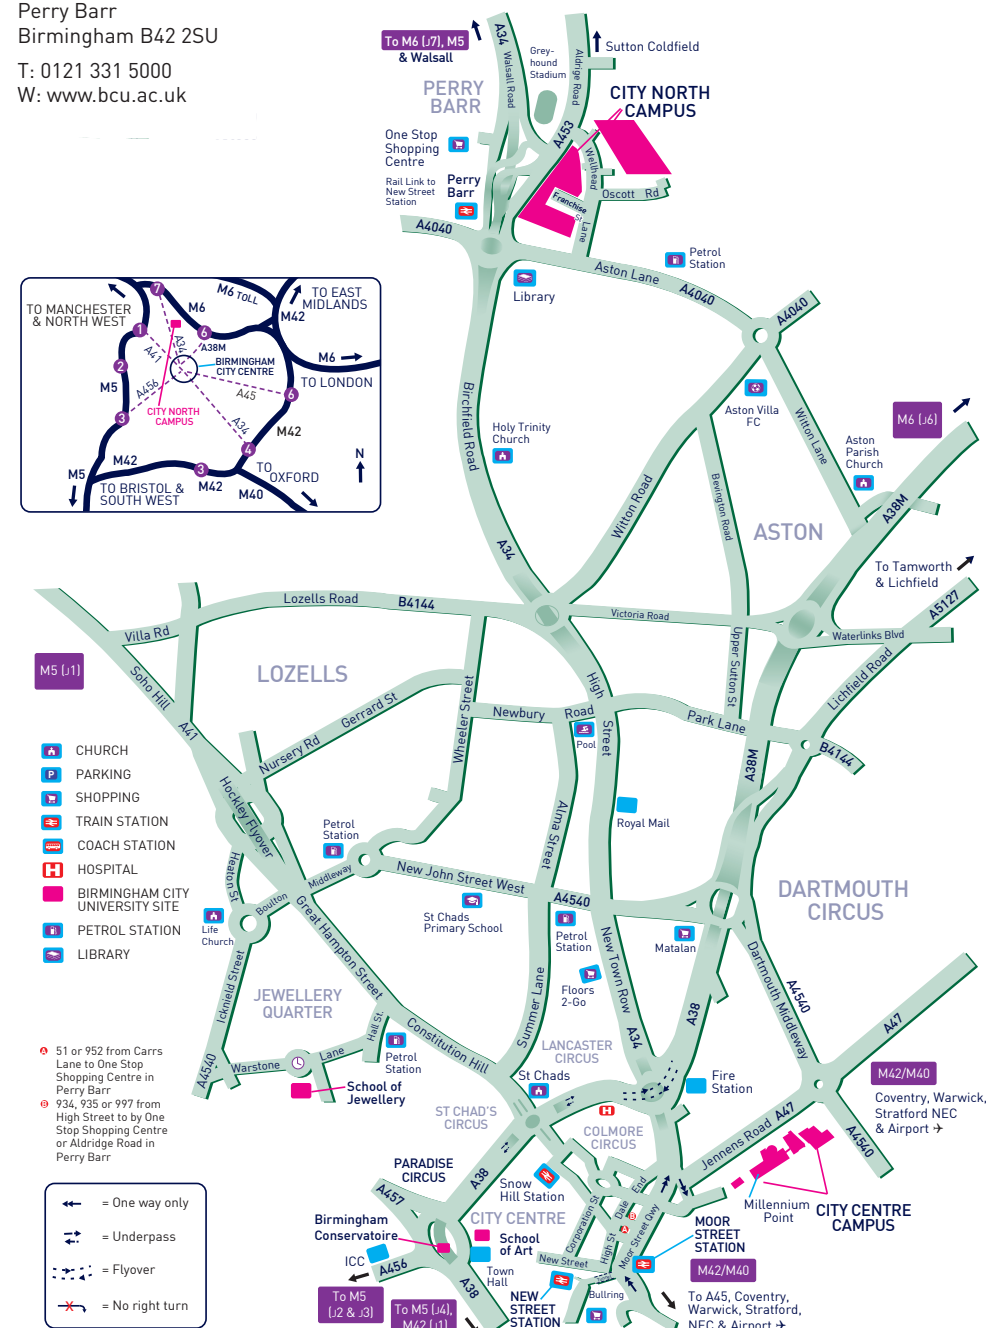 Perry Barr
Birmingham B42 2SU
T: 0121 331 5000
W: www.bcu.ac.uk
To M6 (J7), M5
& Walsall
A34
Walsall Road
Grey-
hound
Stadium
Aldrige Road
Sutton Coldfield
PERRY
BARR
CITY NORTH
CAMPUS
A453
One Stop
Shopping
Centre
Rail Link to
New Street
Station
Perry
Barr
Wellhead
Lane
Franchise
St
Oscott Rd
A4040
Petrol
Station
Aston Lane
A4040
A4040
Library
TO MANCHESTER
& NORTH WEST
7
M6
M6 TOLL
TO EAST
MIDLANDS
M42
1
A41
A34
6
A38M
BIRMINGHAM
CITY CENTRE
M6
TO LONDON
2
M5
A456
A45
6
3
CITY NORTH
CAMPUS
A34
M42
4
M42
3
M42
TO
OXFORD
M40
N
M5
TO BRISTOL &
SOUTH WEST
Birchfield Road
Aston Villa
FC
Witton Lane
M6 (J6)
Holy Trinity
Church
Aston
Parish
Church
Witton Road
Bevington Road
A38M
ASTON
A34
To Tamworth
& Lichfield
A5127
Lozells Road
B4144
Victoria Road
Villa Rd
Waterlinks Blvd
M5 (J1)
Soho Hill
A41
LOZELLS
Upper Sutton St
Lichfield Road
High
Street
Gerrard St
Nursery Rd
Wheeler Street
Newbury
Road
Park Lane
Pool
B4144
A38M
CHURCH
P
PARKING
SHOPPING
TRAIN STATION
COACH STATION
H
HOSPITAL
BIRMINGHAM CITY
UNIVERSITY SITE
PETROL STATION
LIBRARY
Hockley Flyover
Royal Mail
Petrol
Station
Alma Street
Heaton St
Boulton
Middleway
New John Street West
A4540
DARTMOUTH
CIRCUS
Life
Church
St Chads
Primary School
Petrol
Station
Matalan
Great Hampton Street
Icknield Street
Floors
2-Go
New Town Row
Dartmouth Middleway
A4540
JEWELLERY
QUARTER
Hall St.
Constitution Hill
Summer Lane
A34
A38
A47
LANCASTER
CIRCUS
A 51 or 952 from Carrs
Lane to One Stop
Shopping Centre in
Perry Barr
B 934, 935 or 997 from
High Street to by One
Stop Shopping Centre
or Aldridge Road in
Perry Barr
A4540
Warstone
Lane
Petrol
Station
School of
Jewellery
St Chads
Fire
Station
M42/M40
Coventry, Warwick,
Stratford NEC
& Airport
ST CHAD'S
CIRCUS
H
COLMORE
CIRCUS
Jennens Road A47
A4540
PARADISE
CIRCUS
A457
A38
Snow
Hill Station
Millennium
Point
CITY CENTRE
CAMPUS
= One way only
= Underpass
= Flyover
= No right turn
Birmingham
Conservatoire
ICC
A456
CITY CENTRE
School
of Art
Town
Hall
Corporation St
Dale
End
B
A
High St
Moor Street Qwy
New Street
MOOR
STREET
STATION
M42/M40
To M5
(J2 & J3)
To M5 (J4),
M42 (J1)
A38
NEW
STREET
STATION
Bullring
To A45, Coventry,
Warwick, Stratford,
NEC & Airport